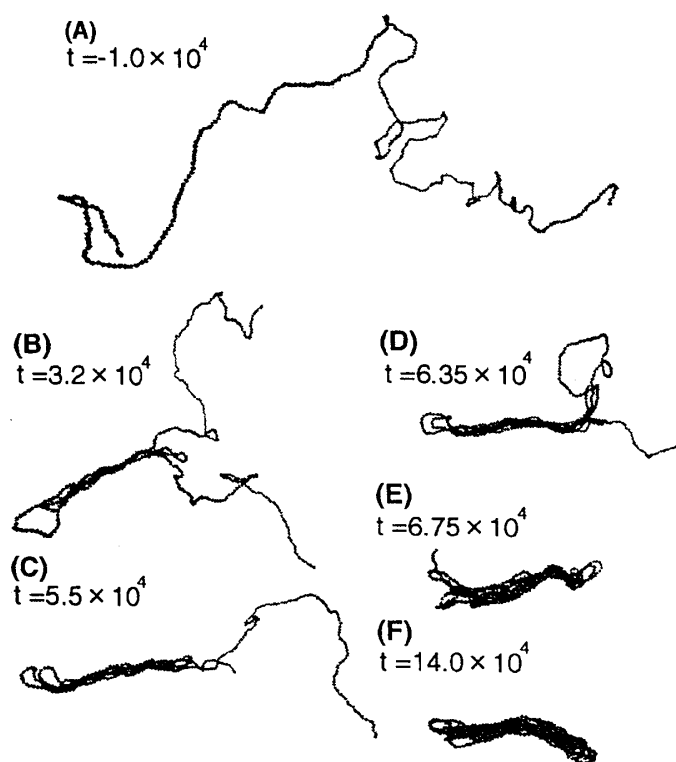 (A)
t =-1.0 × 10⁴
(B)
t =3.2 × 10⁴
(C)
t =5.5 × 10⁴
(D)
t =6.35 × 10⁴
(E)
t =6.75 × 10⁴
(F)
t =14.0 × 10⁴